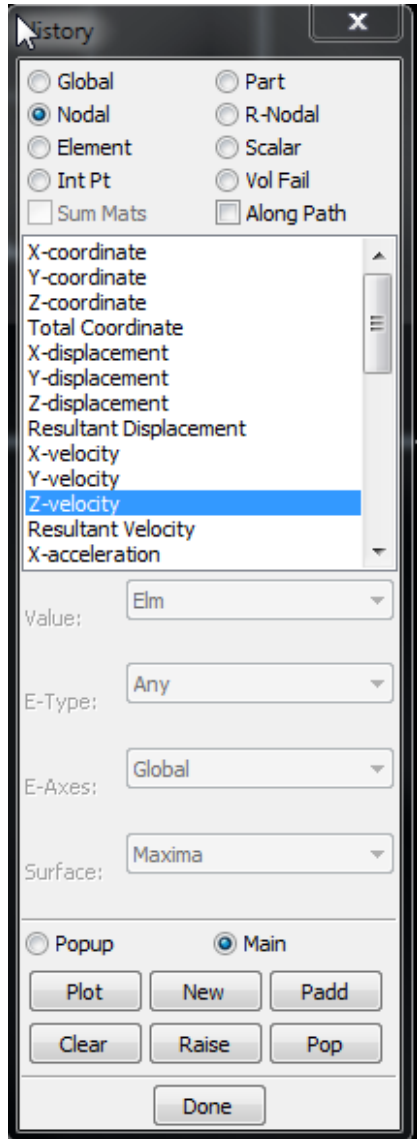 History
x
Global Part
Nodal R-Nodal
Element Scalar
Int Pt Vol Fail
Sum Mats Along Path
X-coordinate
Y-coordinate
Z-coordinate
Total Coordinate
X-displacement
Y-displacement
Z-displacement
Resultant Displacement
X-velocity
Y-velocity
Z-velocity
Resultant Velocity
X-acceleration
Value: Elm
E-Type: Any
E-Axes: Global
Surface: Maxima
Popup Main
Plot New Padd
Clear Raise Pop
Done